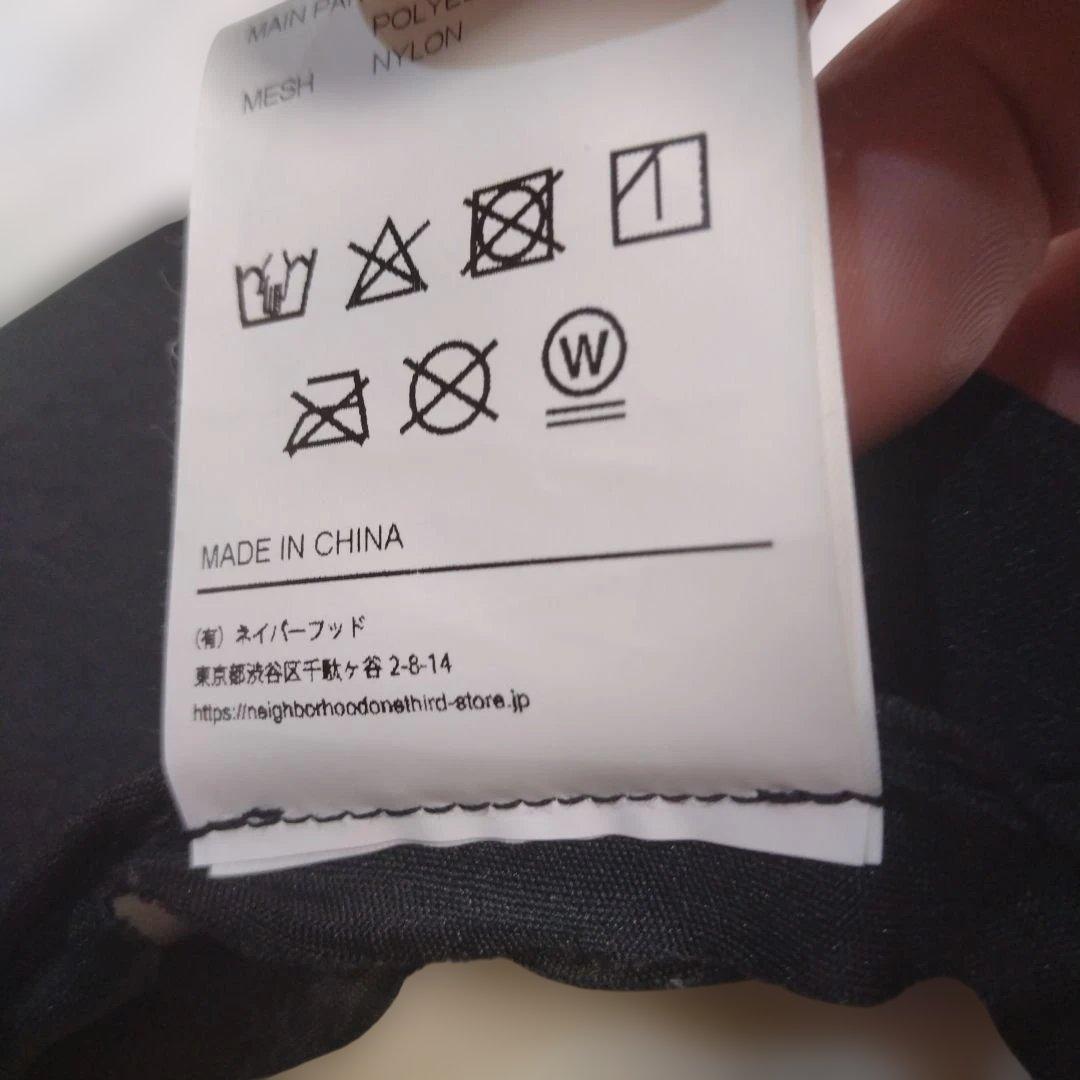 MAIN
NYLON
MESH
W
MADE IN CHINA
(有) ネイバーフッド
東京都渋谷区千駄ヶ谷 2-8-14
https://neighborhoodonethird-store.jp